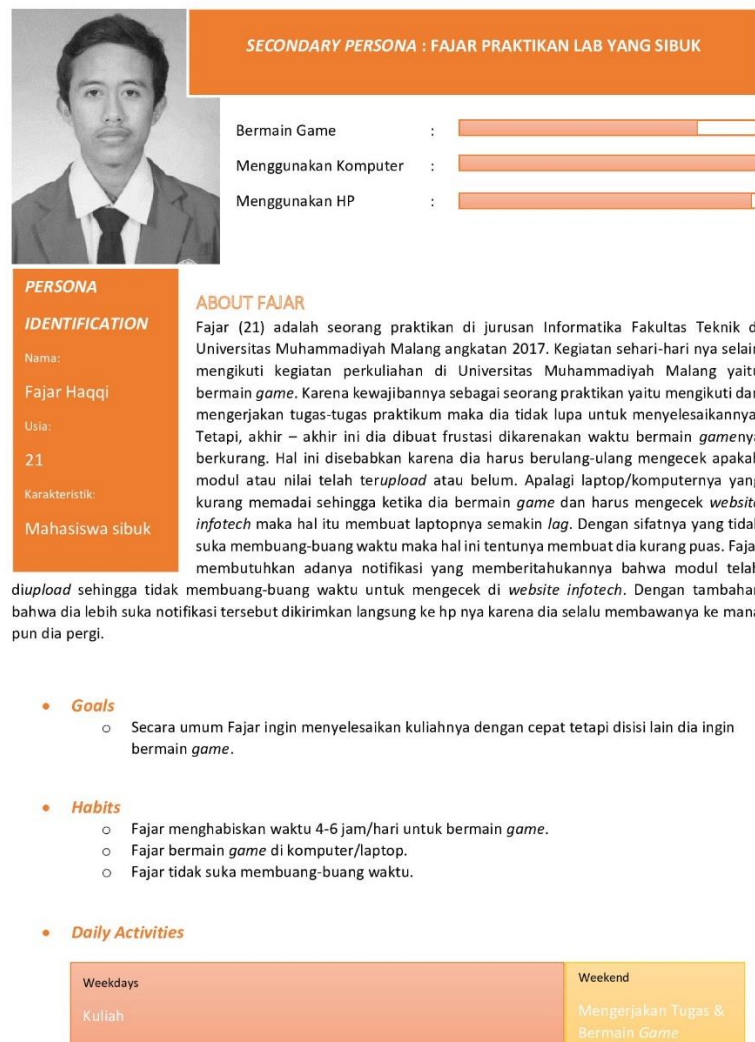 SECONDARY PERSONA : FAJAR PRAKTIKAN LAB YANG SIBUK
Bermain Game :
Menggunakan Komputer :
Menggunakan HP :
PERSONA
IDENTIFICATION
Nama:
Fajar Haqqi
Usia:
21
Karakteristik:
Mahasiswa sibuk
ABOUT FAJAR
Fajar (21) adalah seorang praktikan di jurusan Informatika Fakultas Teknik d
Universitas Muhammadiyah Malang angkatan 2017. Kegiatan sehari-hari nya selain
mengikuti kegiatan perkuliahan di Universitas Muhammadiyah Malang yaitu
bermain game. Karena kewajibannya sebagai seorang praktikan yaitu mengikuti dan
mengerjakan tugas-tugas praktikum maka dia tidak lupa untuk menyelesaikannya
Tetapi, akhir – akhir ini dia dibuat frustasi dikarenakan waktu bermain gamenya
berkurang. Hal ini disebabkan karena dia harus berulang-ulang mengecek apakah
modul atau nilai telah terupload atau belum. Apalagi laptop/komputernya yang
kurang memadai sehingga ketika dia bermain game dan harus mengecek website
infotech maka hal itu membuat laptopnya semakin lag. Dengan sifatnya yang tidak
suka membuang-buang waktu maka hal ini tentunya membuat dia kurang puas. Faja
membutuhkan adanya notifikasi yang memberitahukannya bahwa modul telah
diupload sehingga tidak membuang-buang waktu untuk mengecek di website infotech. Dengan tambahan
bahwa dia lebih suka notifikasi tersebut dikirimkan langsung ke hp nya karena dia selalu membawanya ke mana
pun dia pergi.
• Goals
o Secara umum Fajar ingin menyelesaikan kuliahnya dengan cepat tetapi disisi lain dia ingin
bermain game.
• Habits
o Fajar menghabiskan waktu 4-6 jam/hari untuk bermain game.
o Fajar bermain game di komputer/laptop.
o Fajar tidak suka membuang-buang waktu.
• Daily Activities
Weekdays
Kuliah
Weekend
Mengerjakan Tugas &
Bermain Game